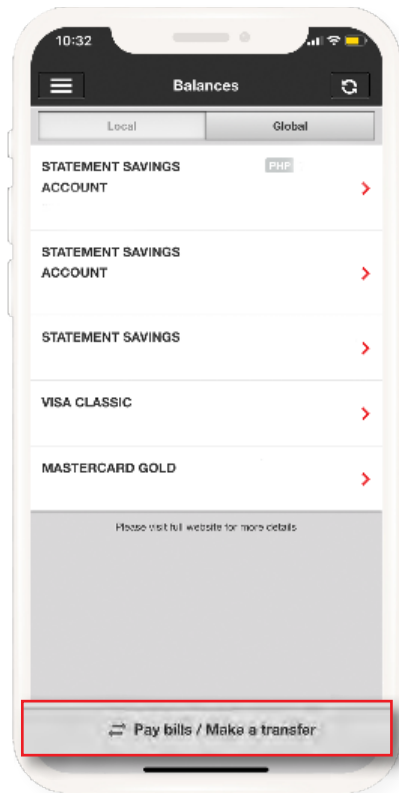 10:32
Balances
Local Global
STATEMENT SAVINGS PHP
ACCOUNT
STATEMENT SAVINGS
ACCOUNT
STATEMENT SAVINGS
VISA CLASSIC
MASTERCARD GOLD
Please visit full website for more details
Pay bills / Make a transfer